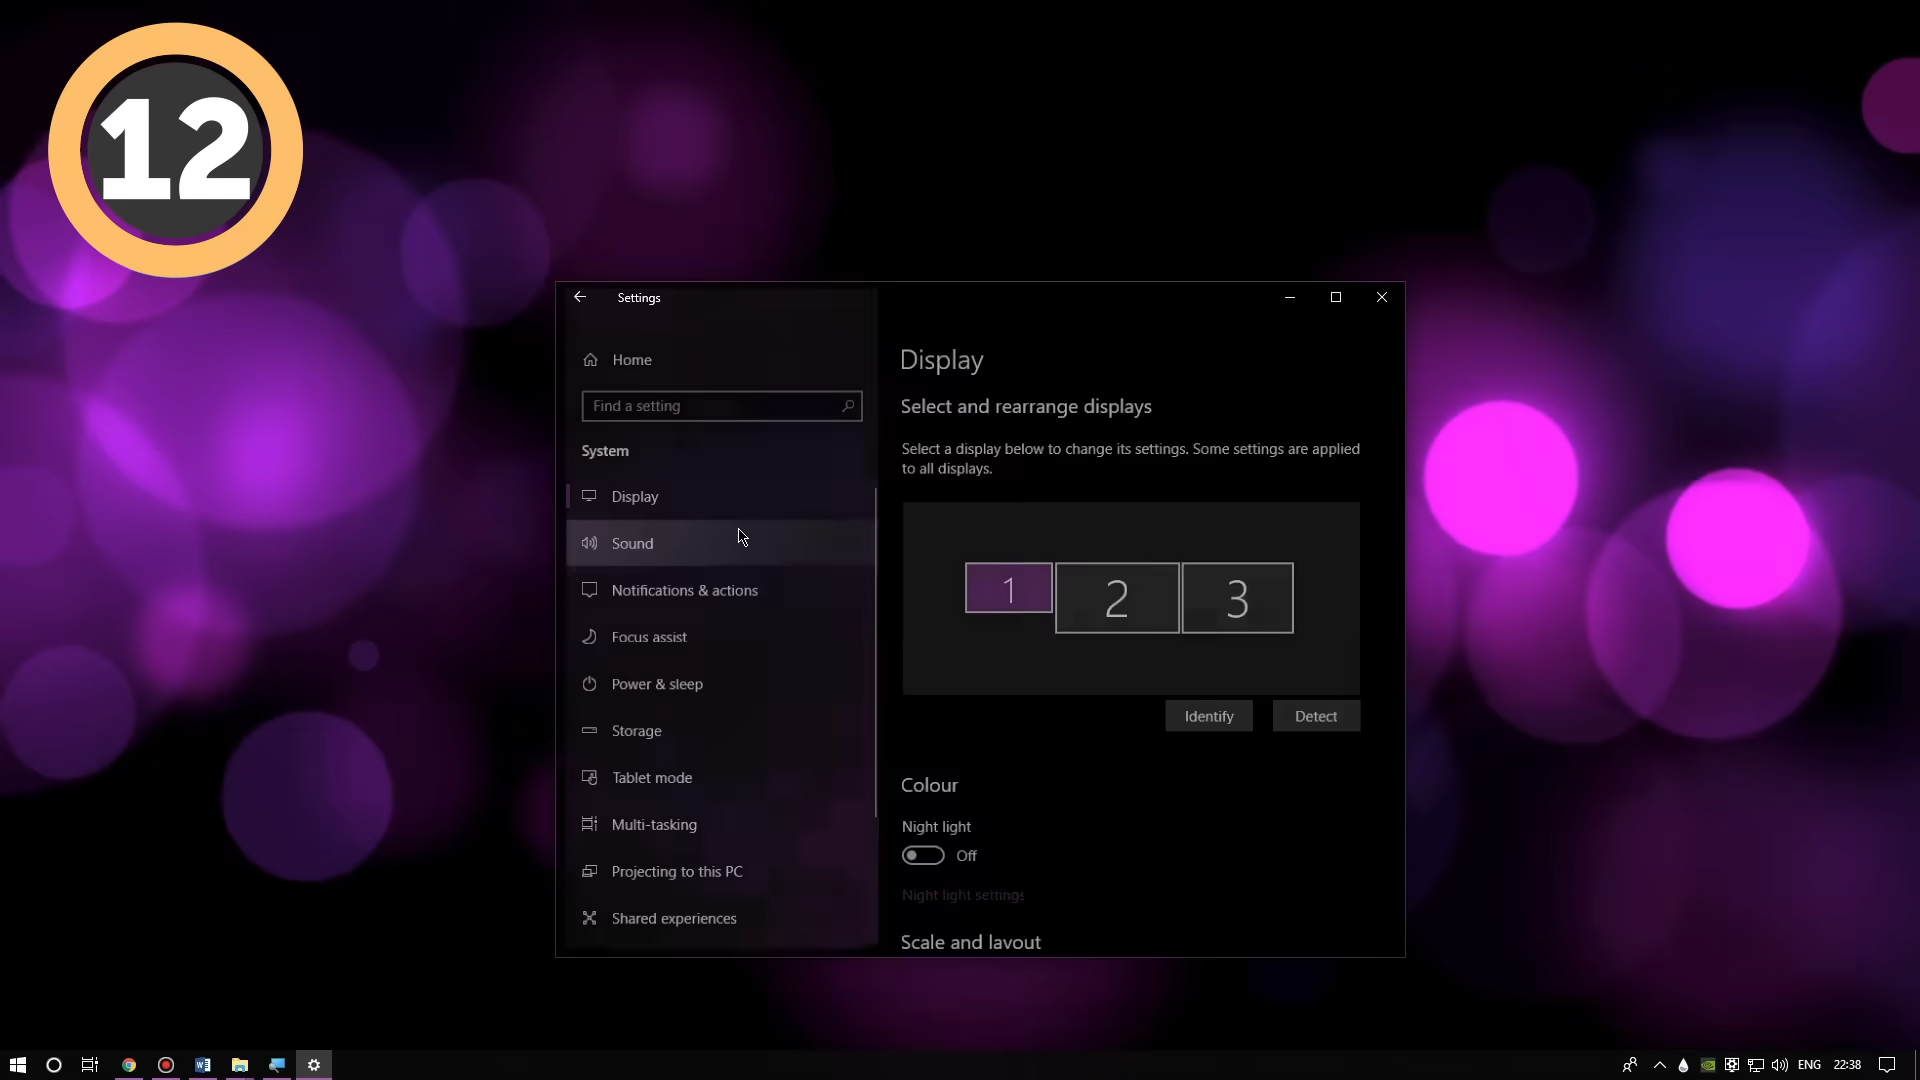 12
Settings
Home
Find a setting
System
Display
Sound
Notifications & actions
Focus assist
Power & sleep
Storage
Tablet mode
Multi-tasking
Projecting to this PC
Shared experiences
Display
Select and rearrange displays
Select a display below to change its settings. Some settings are applied
to all displays.
1 2 3
Identify Detect
Colour
Night light
Off
Night light settings
Scale and layout
ENG 22:38